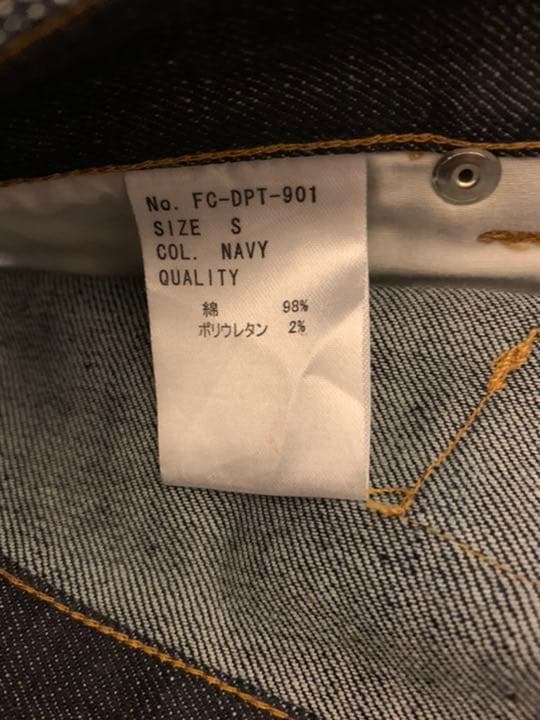 No. FC-DPT-901
SIZE S
COL. NAVY
QUALITY
綿 98%
ポリウレタン 2%